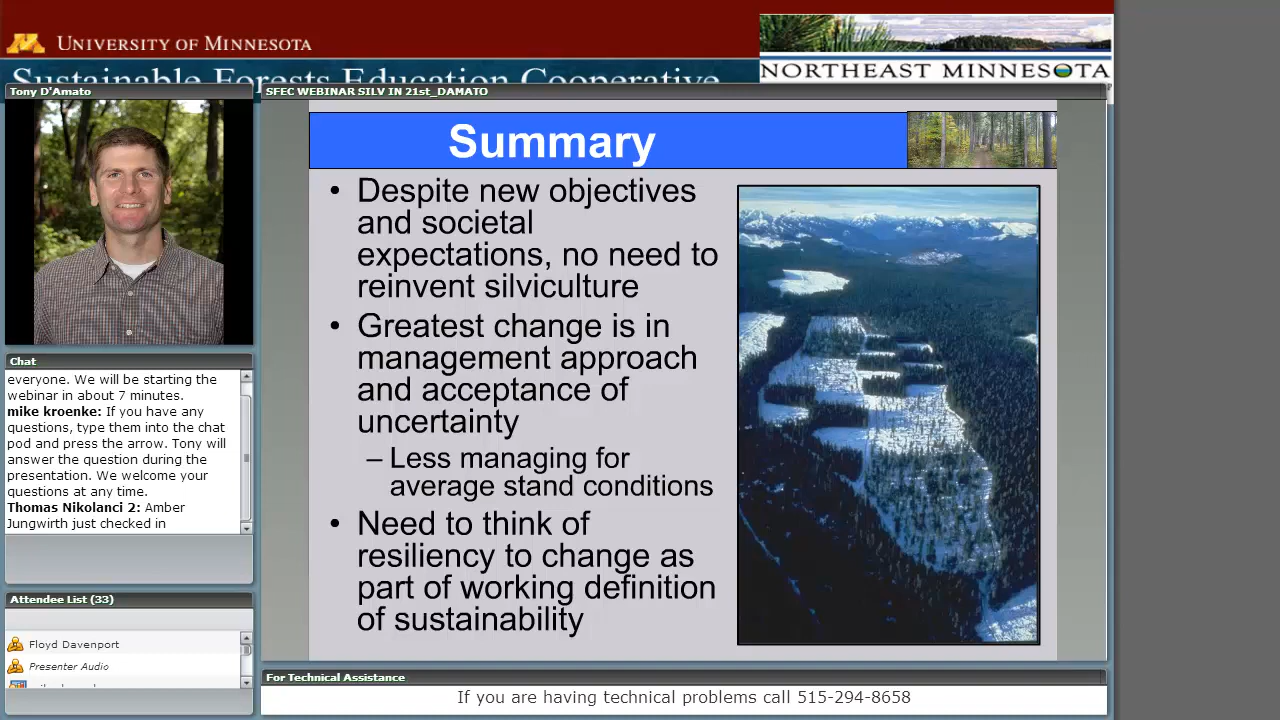 UNIVERSITY OF MINNESOTA
Sustainable Forests Education Cooperative
NORTHEAST MINNESOTA
Tony D'Amato
SFEC WEBINAR SILV IN 21st_DAMATO
Summary
• Despite new objectives
and societal
expectations, no need to
reinvent silviculture
• Greatest change is in
management approach
and acceptance of
uncertainty
– Less managing for
average stand conditions
• Need to think of
resiliency to change as
part of working definition
of sustainability
Chat
everyone. We will be starting the
webinar in about 7 minutes.
mike kroenke: If you have any
questions, type them into the chat
pod and press the arrow. Tony will
answer the question during the
presentation. We welcome your
questions at any time.
Thomas Nikolanci 2: Amber
Jungwirth just checked in
Attendee List (33)
Floyd Davenport
Presenter Audio
For Technical Assistance
If you are having technical problems call 515-294-8658